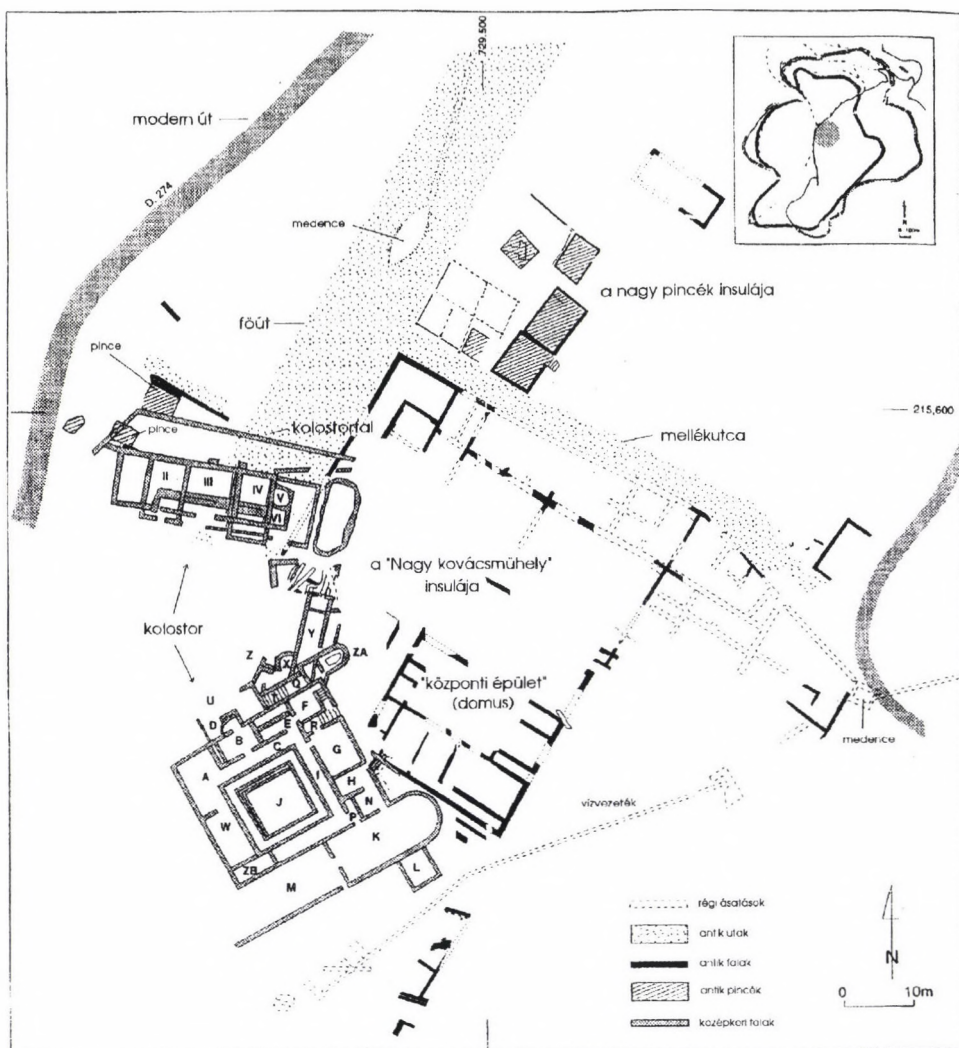 729.500
modern út
D. 274
medence
a nagy pincék insulája
főút
pince
215,600
kolostorfal
mellékutca
pince
II
III
IV
V
VI
a "Nagy kovácsműhely"
insulája
kolostor
Y
Z
X
ZA
Q
"központi épület"
(domus)
U
D
F
E
R
B
C
G
medence
A
I
H
J
N
vízvezeték
P
W
K
ZB
L
M
régi ásatások
antik utak
antik falak
antik pincék
középkori falak
N
0 10m